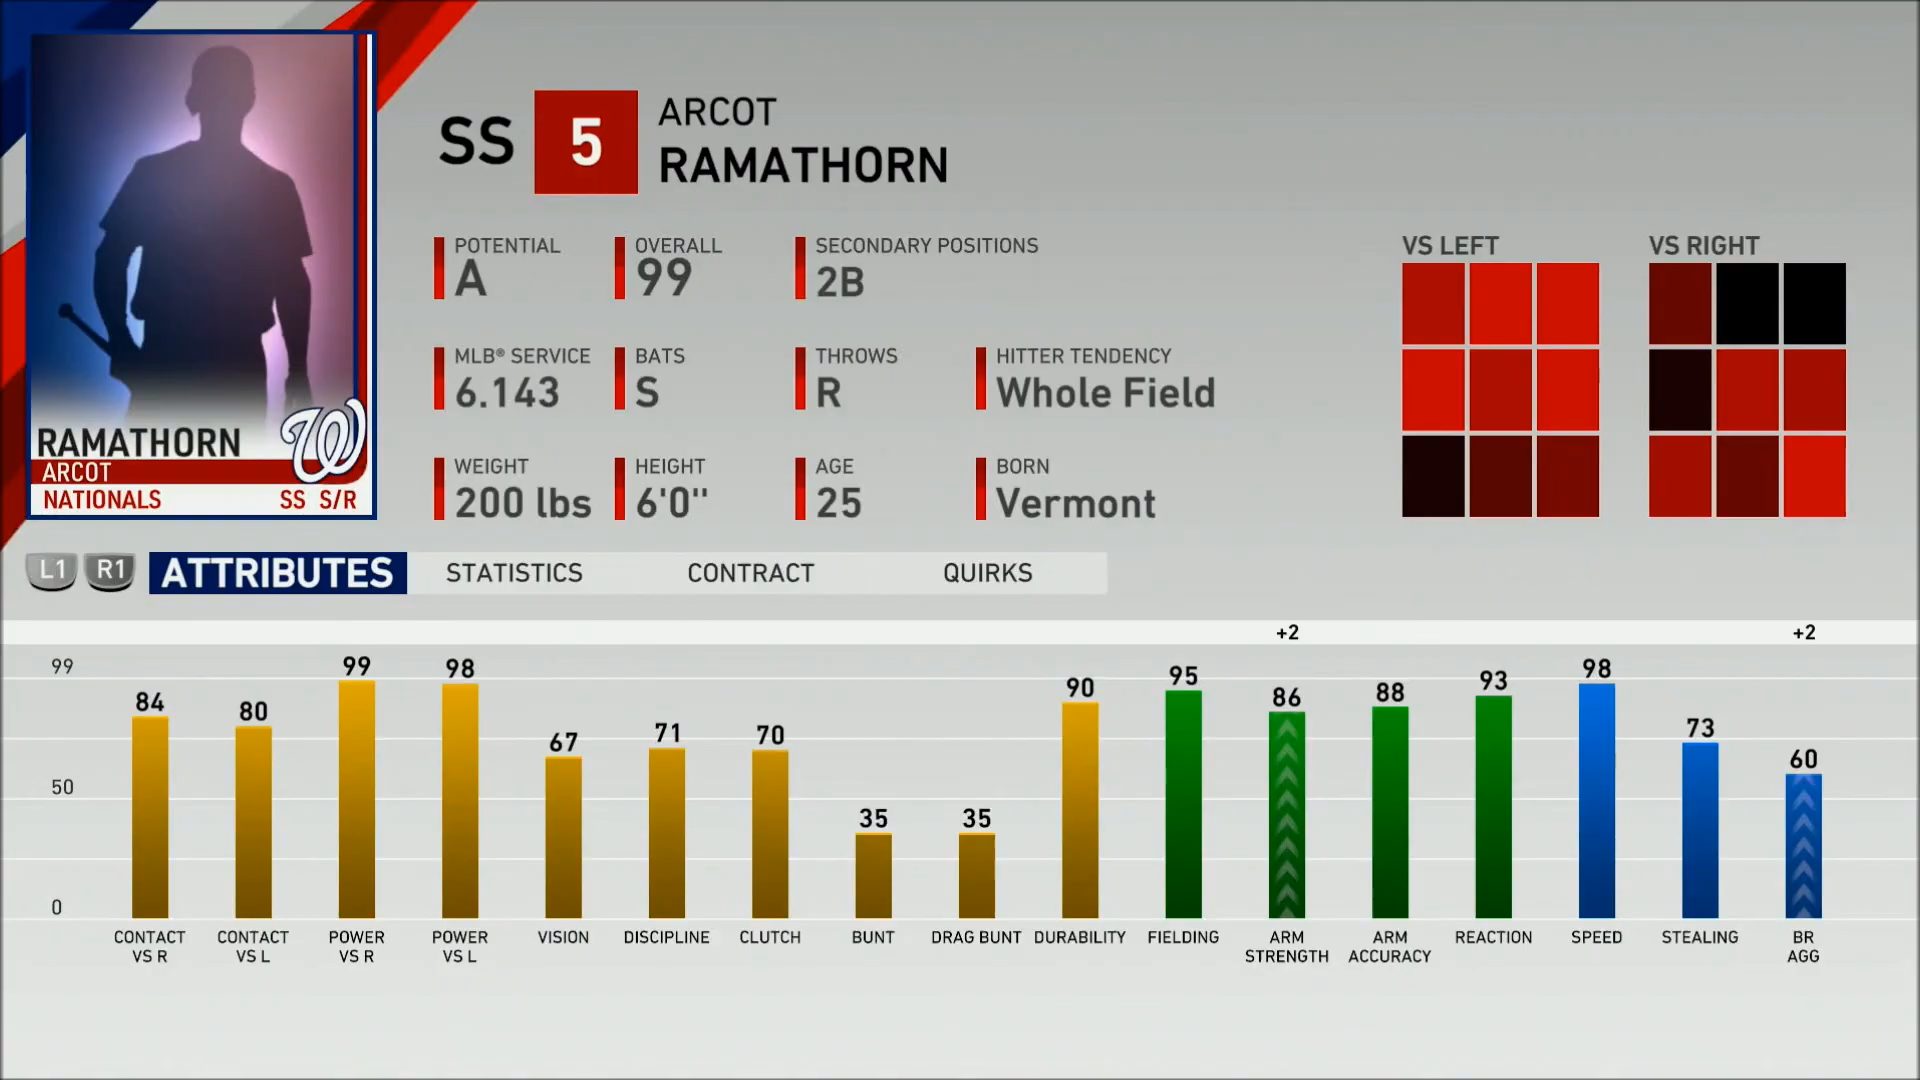 SS 5 ARCOT
RAMATHORN
POTENTIAL OVERALL SECONDARY POSITIONS
A 99 2B
VS LEFT VS RIGHT
MLB® SERVICE BATS THROWS HITTER TENDENCY
6.143 S R Whole Field
WEIGHT HEIGHT AGE BORN
200 lbs 6'0" 25 Vermont
RAMATHORN W
ARCOT
NATIONALS SS S/R
L1 R1 ATTRIBUTES STATISTICS CONTRACT QUIRKS
+2 +2
99
50
0
84 80 99 98 67 71 70 35 35 90 95 86 88 93 98 73 60
CONTACT CONTACT POWER POWER VISION DISCIPLINE CLUTCH BUNT DRAG BUNT DURABILITY FIELDING ARM ARM REACTION SPEED STEALING BR
VS R VS L VS R VS L STRENGTH ACCURACY AGG